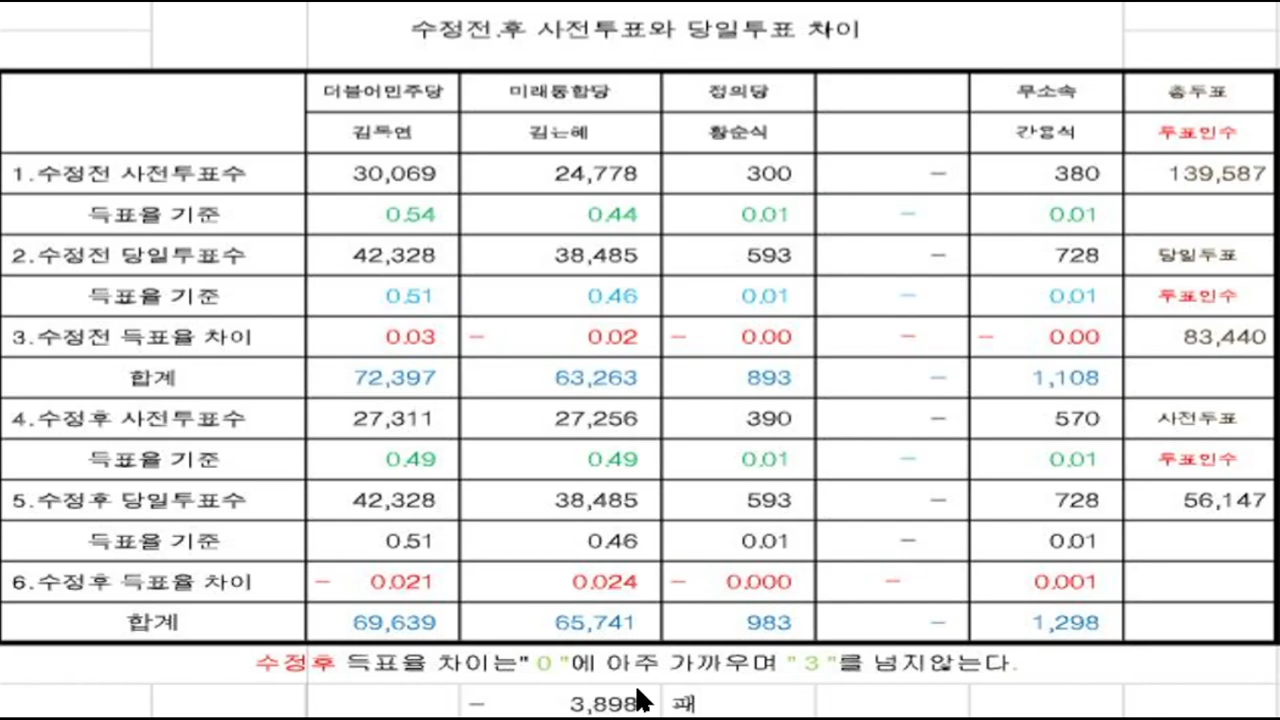 수정전.후 사전투표와 당일투표 차이
더불어민주당 미래통합당 정의당 무소속 총투표
황순식 투표인수
1.수정전 사전투표수 30,069 24,778 300 – 380 139,587
득표율 기준 0.54 0.44 0.01 – 0.01
2.수정전 당일투표수 42,328 38,485 593 – 728 당일투표
득표율 기준 0.51 0.46 0.01 – 0.01 투표인수
3.수정전 득표율 차이 0.03 – 0.02 – 0.00 – – 0.00 83,440
합계 72,397 63,263 893 – 1,108
4.수정후 사전투표수 27,311 27,256 390 – 570 사전투표
득표율 기준 0.49 0.49 0.01 – 0.01 투표인수
5.수정후 당일투표수 42,328 38,485 593 – 728 56,147
득표율 기준 0.51 0.46 0.01 – 0.01
6.수정후 득표율 차이 – 0.021 0.024 – 0.000 – 0.001
합계 69,639 65,741 983 – 1,298
수정후 득표율 차이는" 0 "에 아주 가까우며 " 3 "를 넘지않는다.
– 3,898 패